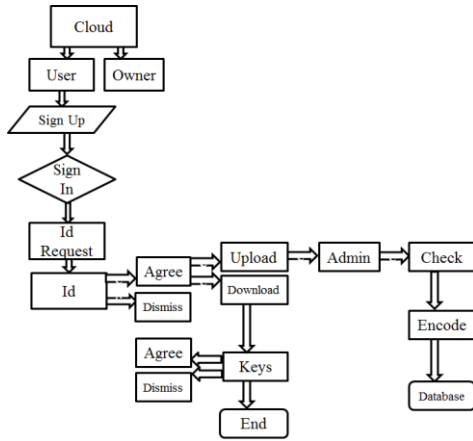 Cloud
User
Owner
Sign Up
Sign
In
Id
Request
Id
Agree
Dismiss
Upload
Download
Admin
Check
Encode
Database
Keys
Agree
Dismiss
End